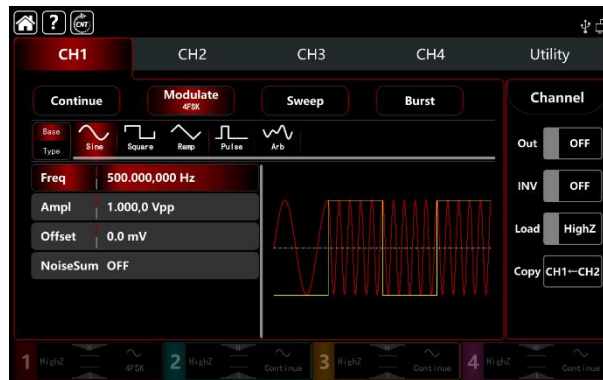 ? CNT
CH1 CH2 CH3 CH4 Utility
Continue Modulate Sweep Burst Channel
4FSK
Base
Type Sine Square Ramp Pulse Arb
Out OFF
Freq 500.000,000 Hz
INV OFF
Ampl 1.000,0 Vpp
Offset 0.0 mV
Load HighZ
NoiseSum OFF
Copy CH1←CH2
1 HighZ 4FSK 2 HighZ Continue 3 HighZ Continue 4 HighZ Continue